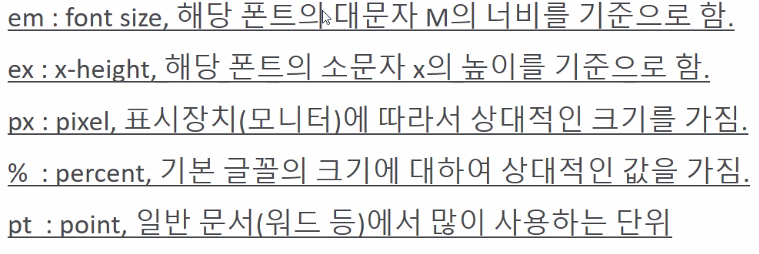 em : font size, 해당 폰트의 대문자 M의 너비를 기준으로 함.
ex : x-height, 해당 폰트의 소문자 x의 높이를 기준으로 함.
px : pixel, 표시장치(모니터)에 따라서 상대적인 크기를 가짐.
% : percent, 기본 글꼴의 크기에 대하여 상대적인 값을 가짐.
pt : point, 일반 문서(워드 등)에서 많이 사용하는 단위